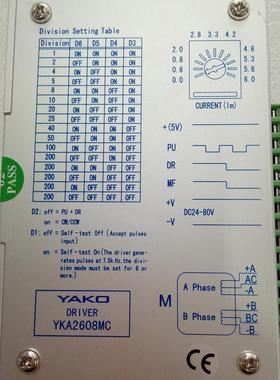 Division Setting Table
Division D6 D5 D4 D3
1 ON ON ON ON
2 OFF ON ON ON
4 ON OFF ON ON
5 OFF OFF ON ON
8 ON ON OFF ON
10 OFF ON OFF ON
20 ON OFF OFF ON
25 OFF OFF OFF ON
40 ON ON ON OFF
50 OFF ON ON OFF
100 ON OFF ON OFF
200 OFF OFF ON OFF
200 ON ON OFF OFF
200 OFF ON OFF OFF
200 ON OFF OFF OFF
200 OFF OFF OFF OFF
D2: off = PU + DR
on = CW/CCW
D1: off = Self-test Off (Accept pulses
input)
on = Self-test On(The driver gena-
rates pulses at 7.5k Hz.the divis-
sion mode must be set for 8 or
more.)
YAKO
DRIVER
YKA2608MC
PASS
2.8 3.3 4.2
2.0
0.0
4.8
5.3
5.8
6.0
CURRENT(Im)
+(5V)
PU
DR
MF
+V
-V
DC24-80V
M
A Phase
B Phase
+A
AC
-A
+B
BC
-B
CE